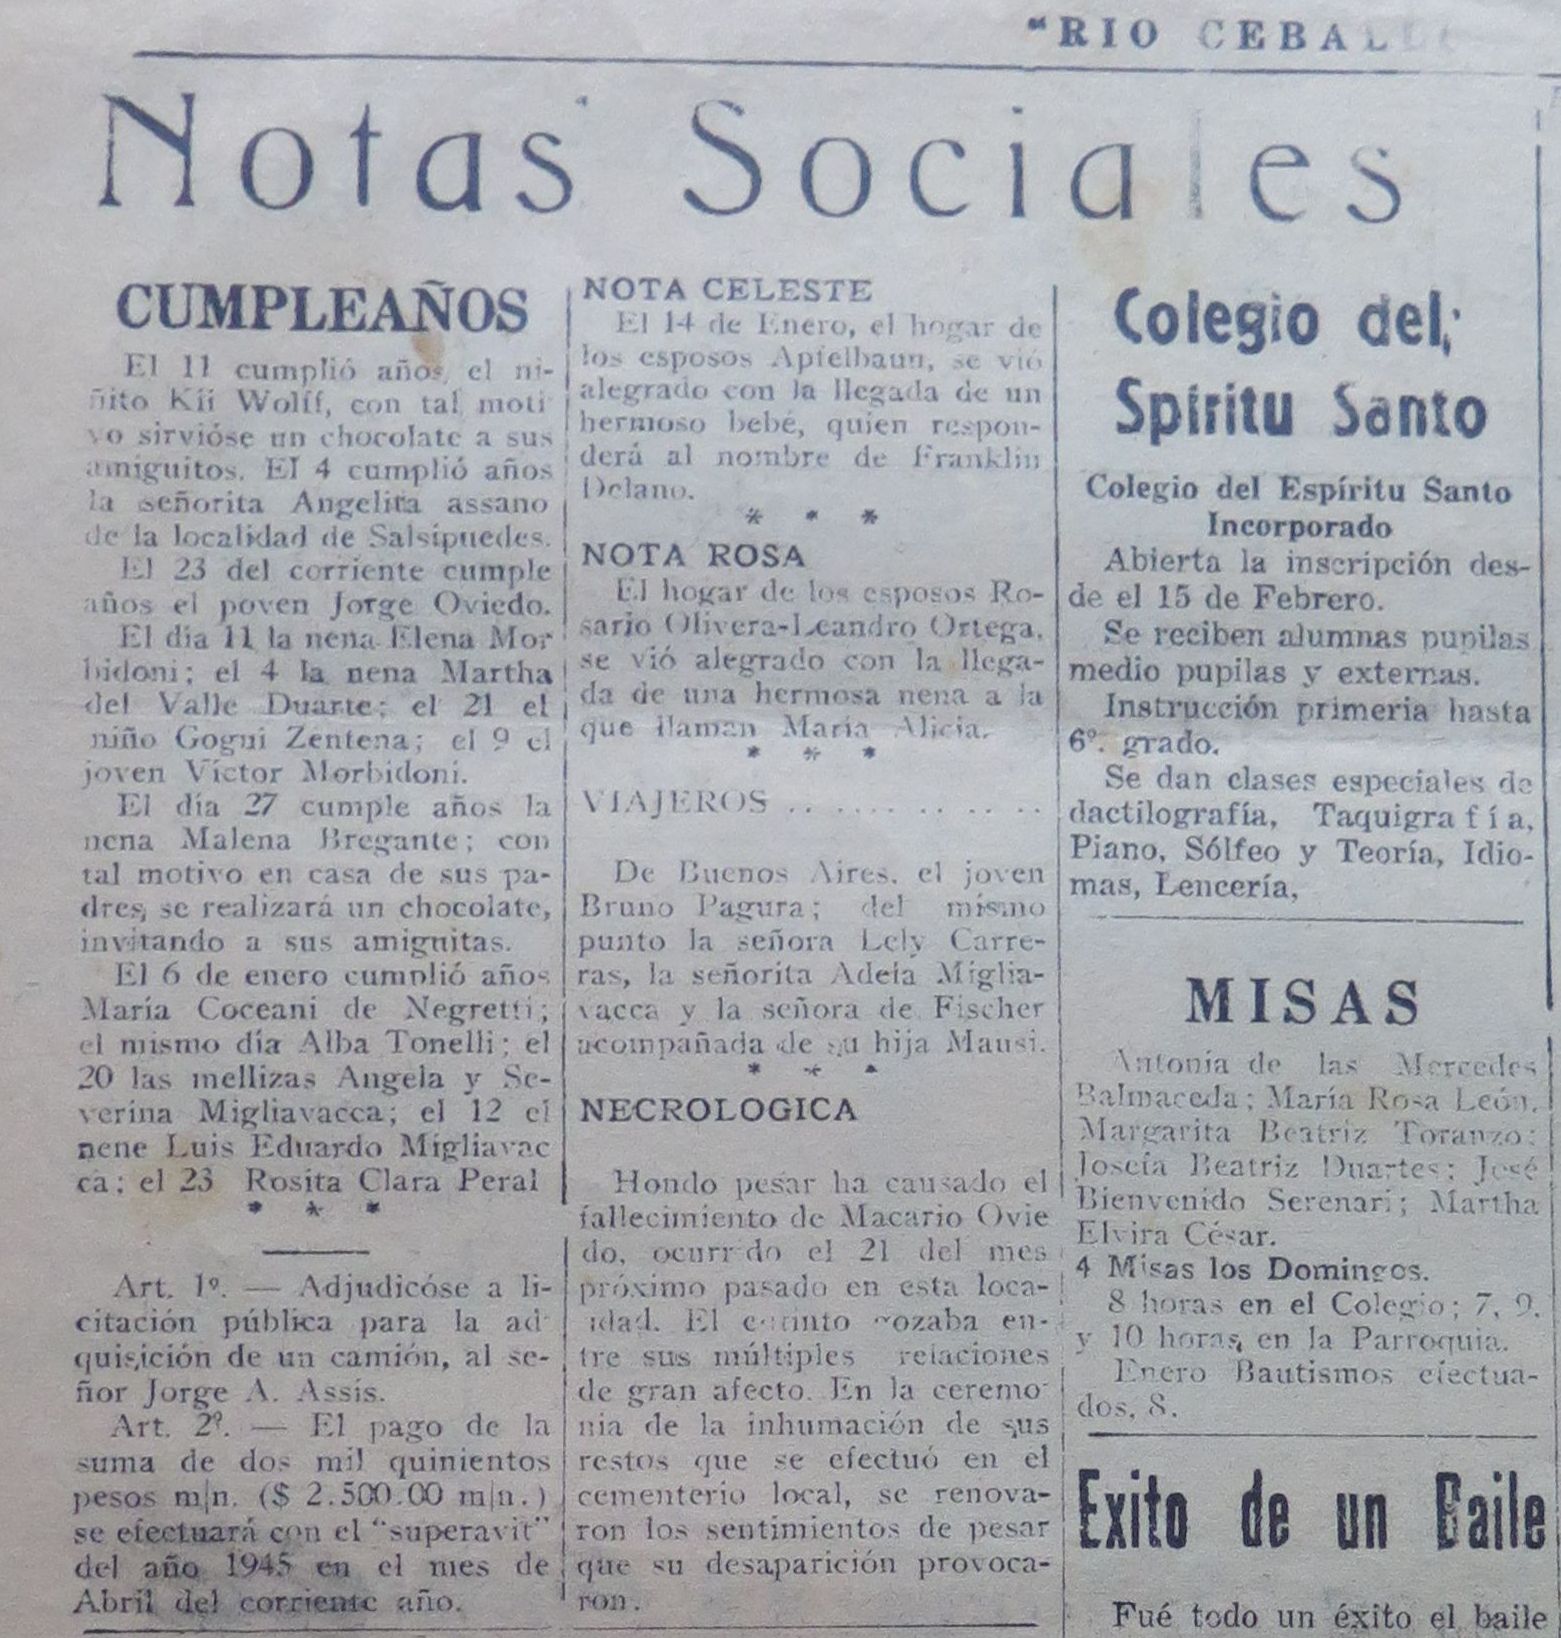 "RIO CEBAL
Notas Sociales
CUMPLEAÑOS
El 11 cumplió años, el ni-
ñito Kii Wolff, con tal moti
vo sirvióse un chocolate a sus
amiguitos. El 4 cumplió años
la señorita Angelita assano
de la localidad de Salsipuedes.
El 23 del corriente cumple
años el poven Jorge Oviedo.
El día 11 la nena Elena Mor
bidoni; el 4 la nena Martha
del Valle Duarte; el 21 el
niño Gogui Zentena; el 9 el
joven Víctor Morbidoni.
El día 27 cumple años la
nena Malena Bregante; con
tal motivo en casa de sus pa-
dres, se realizará un chocolate,
invitando a sus amiguitas.
El 6 de enero cumplió años
María Coceani de Negretti;
el mismo día Alba Tonelli; el
20 las mellizas Angela y Se-
verina Migliavacca; el 12 el
nene Luis Eduardo Migliavac
ca; el 23 Rosita Clara Peral
* * *
Art. 1º. — Adjudicóse a li-
citación pública para la ad
quisición de un camión, al se-
ñor Jorge A. Assis.
Art. 2º. — El pago de la
suma de dos mil quinientos
pesos m|n. ($ 2.500.00 m|n.)
se efectuará con el "superavit"
del año 1945 en el mes de
Abril del corriente año.
NOTA CELESTE
El 14 de Enero, el hogar de
los esposos Apfelbaun, se vió
alegrado con la llegada de un
hermoso bebé, quien respon-
derá al nombre de Franklin
Delano.
* * *
NOTA ROSA
El hogar de los esposos Ro-
sario Olivera-Leandro Ortega,
se vió alegrado con la llega-
da de una hermosa nena a la
que llaman María Alicia.
* * *
VIAJEROS .. .. .. .. .. ..
De Buenos Aires, el joven
Bruno Pagura; del mismo
punto la señora Lely Carre-
ras, la señorita Adela Miglia-
vacca y la señora de Fischer
acompañada de su hija Mausi.
* * *
NECROLOGICA
Hondo pesar ha causado el
fallecimiento de Macario Ovie
do, ocurrido el 21 del mes
próximo pasado en esta loca-
idad. El extinto gozaba en-
tre sus múltiples relaciones
de gran afecto. En la ceremo
nia de la inhumación de sus
restos que se efectuó en el
cementerio local, se renova-
ron los sentimientos de pesar
que su desaparición provoca-
ron.
Colegio del;
Spíritu Santo
Colegio del Espíritu Santo
Incorporado
Abierta la inscripción des-
de el 15 de Febrero.
Se reciben alumnas pupilas
medio pupilas y externas.
Instrucción primeria hasta
6º. grado.
Se dan clases especiales de
dactilografía, Taquigrafía,
Piano, Sólfeo y Teoría, Idio-
mas, Lencería,
MISAS
Antonia de las Mercedes
Balmaceda; María Rosa León,
Margarita Beatriz Toranzo;
Josefa Beatriz Duartes; José
Bienvenido Serenari; Martha
Elvira César.
4 Misas los Domingos.
8 horas en el Colegio; 7, 9,
y 10 horas, en la Parroquia.
Enero Bautismos efectua-
dos, 8.
Exito de un Baile
Fué todo un éxito el baile